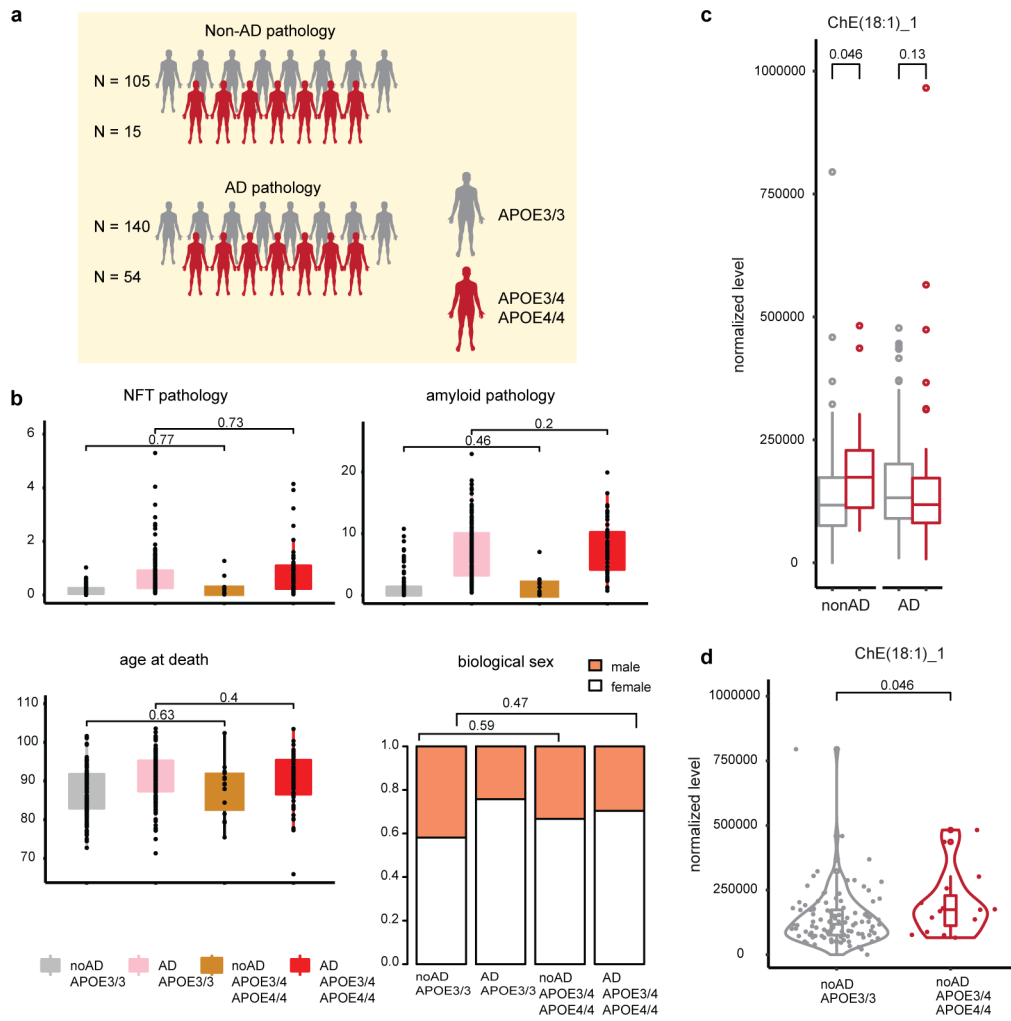 a
Non-AD pathology
N = 105
N = 15
AD pathology
N = 140
N = 54
APOE3/3
APOE3/4
APOE4/4
b
NFT pathology
0.73
0.77
6
4
2
0
amyloid pathology
0.2
0.46
20
10
0
age at death
0.4
0.63
110
100
90
80
70
biological sex
male
female
0.47
0.59
1.0
0.8
0.6
0.4
0.2
0.0
noAD
APOE3/3
AD
APOE3/3
noAD
APOE3/4
APOE4/4
AD
APOE3/4
APOE4/4
noAD
APOE3/3
AD
APOE3/3
noAD
APOE3/4
APOE4/4
AD
APOE3/4
APOE4/4
c
ChE(18:1)_1
0.046
0.13
1000000
750000
500000
250000
0
normalized level
nonAD
AD
d
ChE(18:1)_1
0.046
1000000
750000
500000
250000
0
normalized level
noAD
APOE3/3
noAD
APOE3/4
APOE4/4